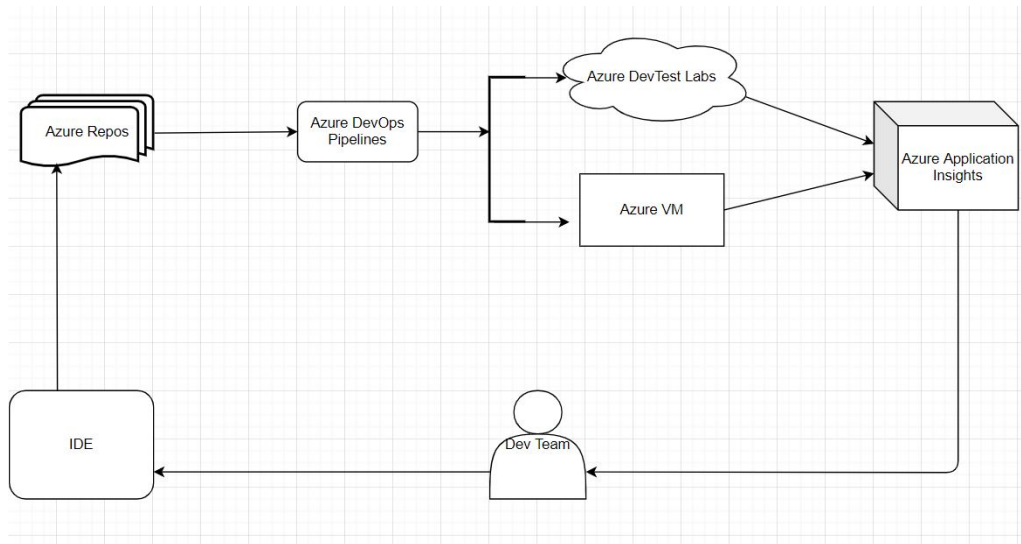 Azure DevTest Labs
Azure Repos
Azure DevOps
Pipelines
Azure Application
Insights
Azure VM
IDE
Dev Team